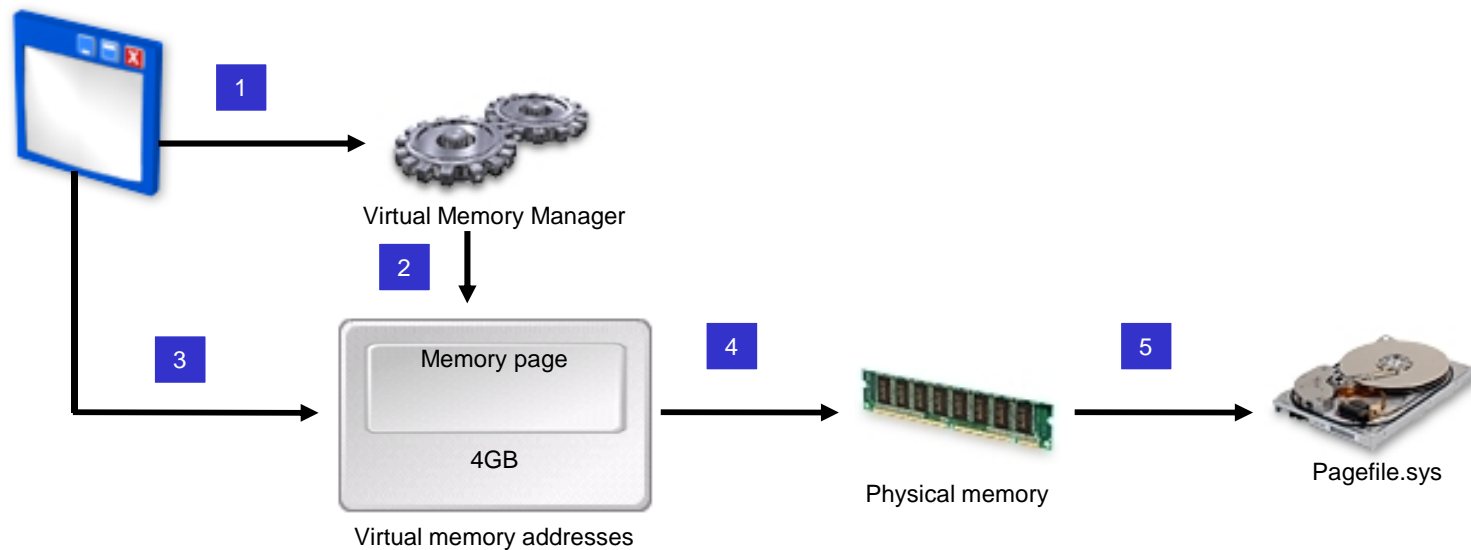 1
Virtual Memory Manager
2
3
Memory page
4GB
Virtual memory addresses
4
Physical memory
5
Pagefile.sys